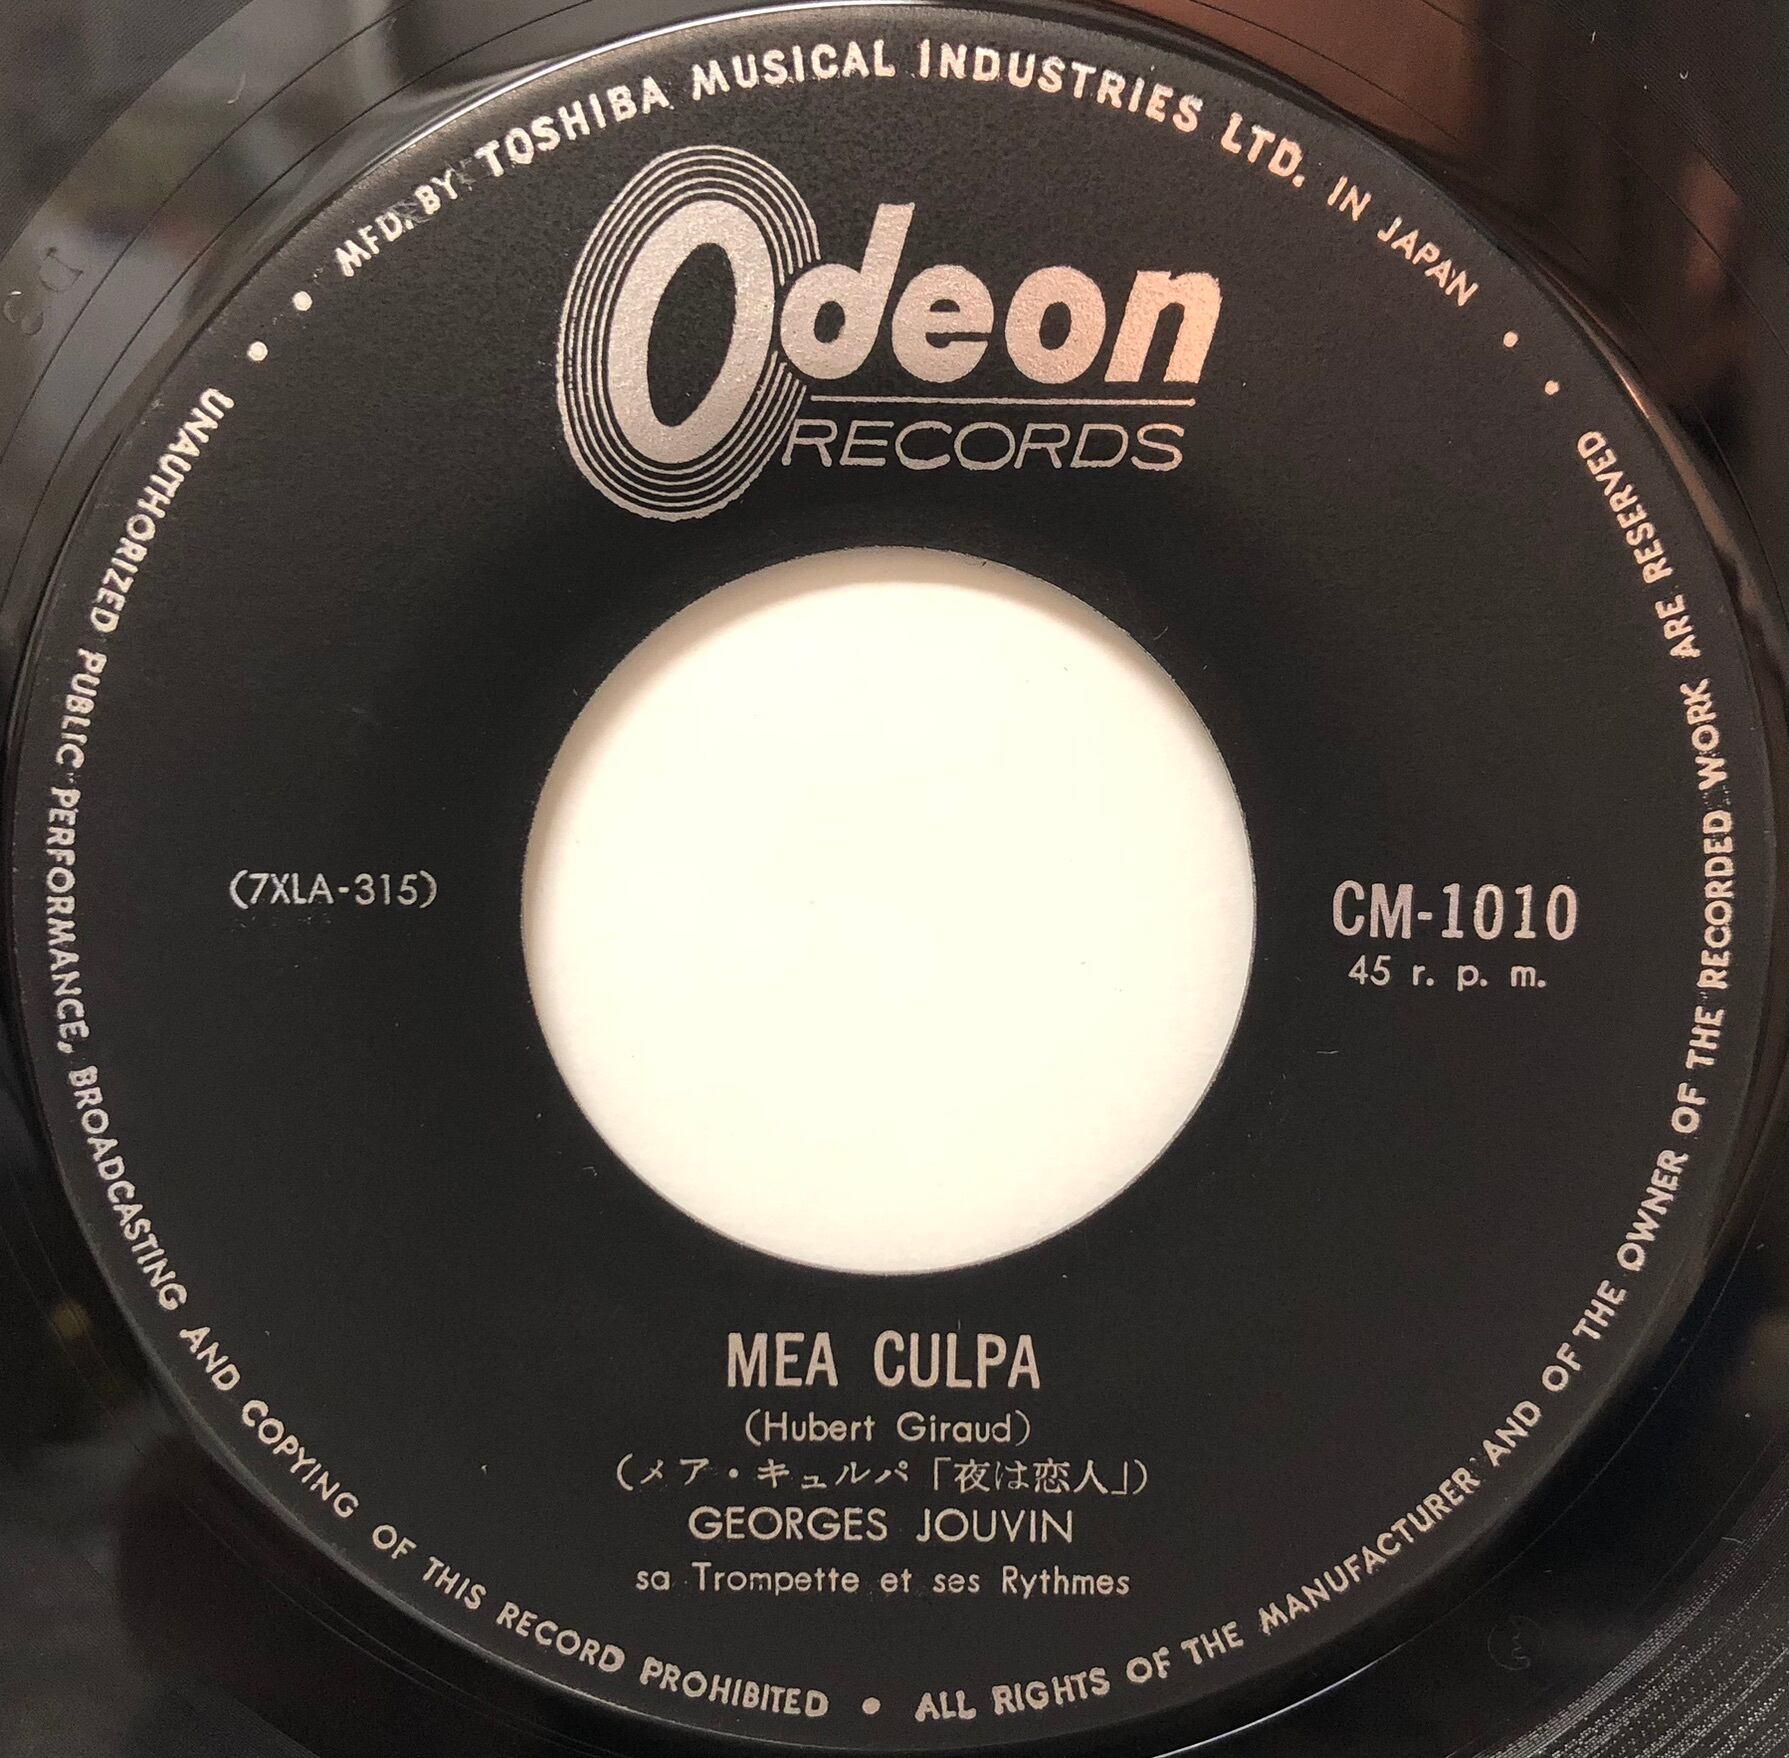 MFD. BY TOSHIBA MUSICAL INDUSTRIES LTD. IN JAPAN
Odeon
RECORDS
(7XLA-315)
CM-1010
45 r. p. m.
MEA CULPA
(Hubert Giraud)
(メア・キュルパ「夜は恋人」)
GEORGES JOUVIN
sa Trompette et ses Rythmes
UNAUTHORIZED PUBLIC PERFORMANCE, BROADCASTING AND COPYING OF THIS RECORD PROHIBITED • ALL RIGHTS OF THE MANUFACTURER AND OF THE OWNER OF THE RECORDED WORK ARE RESERVED